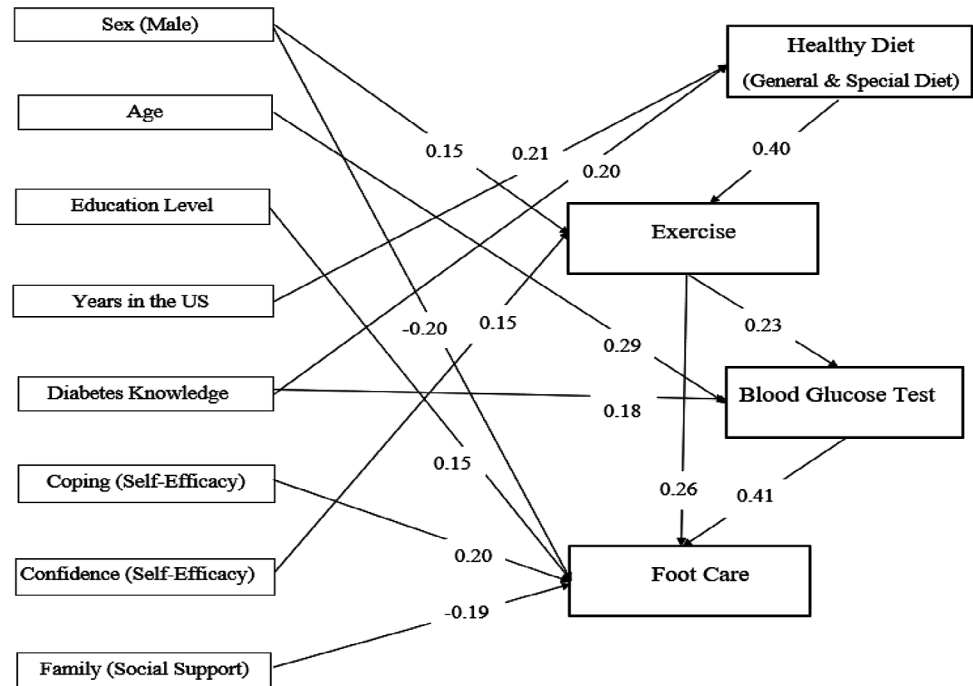 Sex (Male)
Age
Education Level
Years in the US
Diabetes Knowledge
Coping (Self-Efficacy)
Confidence (Self-Efficacy)
Family (Social Support)
0.15
0.21
0.20
-0.20
0.15
0.29
0.18
0.15
0.20
-0.19
Healthy Diet
(General & Special Diet)
0.40
Exercise
0.23
Blood Glucose Test
0.26
0.41
Foot Care